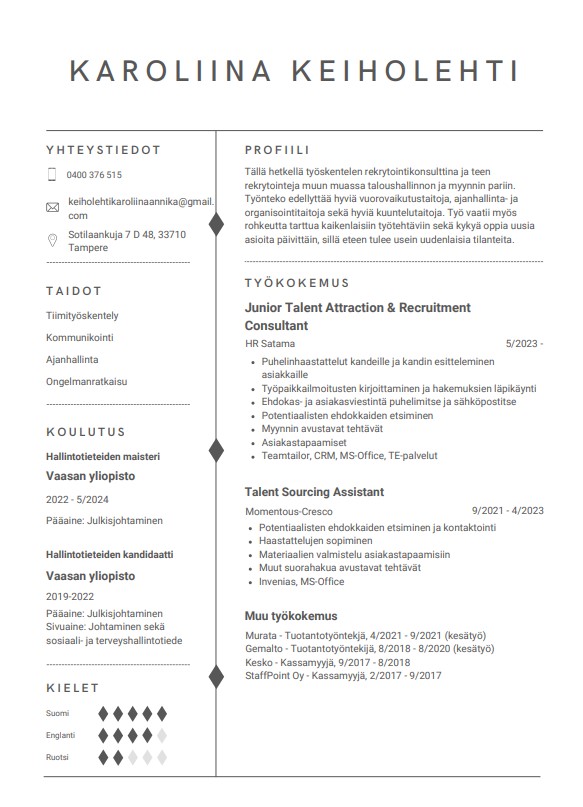 KAROLIINA KEIHOLEHTI
YHTEYSTIEDOT
0400 376 515
keiholehtikaroliinaannika@gmail.
com
Sotilaankuja 7 D 48, 33710
Tampere
TAIDOT
Tiimityöskentely
Kommunikointi
Ajanhallinta
Ongelmanratkaisu
KOULUTUS
Hallintotieteiden maisteri
Vaasan yliopisto
2022 - 5/2024
Pääaine: Julkisjohtaminen
Hallintotieteiden kandidaatti
Vaasan yliopisto
2019-2022
Pääaine: Julkisjohtaminen
Sivuaine: Johtaminen sekä
sosiaali- ja terveyshallintotiede
KIELET
Suomi
Englanti
Ruotsi
PROFIILI
Tällä hetkellä työskentelen rekrytointikonsulttina ja teen
rekrytointeja muun muassa taloushallinnon ja myynnin pariin.
Työnteko edellyttää hyviä vuorovaikutustaitoja, ajanhallinta- ja
organisointitaitoja sekä hyviä kuuntelutaitoja. Työ vaatii myös
rohkeutta tarttua kaikenlaisiin työtehtäviin sekä kykyä oppia uusia
asioita päivittäin, sillä eteen tulee usein uudenlaisia tilanteita.
TYÖKOKEMUS
Junior Talent Attraction & Recruitment
Consultant
HR Satama 5/2023 -
• Puhelinhaastattelut kandeille ja kandin esitteleminen
asiakkaille
• Työpaikkailmoitusten kirjoittaminen ja hakemuksien läpikäynti
• Ehdokas- ja asiakasviestintä puhelimitse ja sähköpostitse
• Potentiaalisten ehdokkaiden etsiminen
• Myynnin avustavat tehtävät
• Asiakastapaamiset
• Teamtailor, CRM, MS-Office, TE-palvelut
Talent Sourcing Assistant
Momentous-Cresco 9/2021 - 4/2023
• Potentiaalisten ehdokkaiden etsiminen ja kontaktointi
• Haastattelujen sopiminen
• Materiaalien valmistelu asiakastapaamisiin
• Muut suorahakua avustavat tehtävät
• Invenias, MS-Office
Muu työkokemus
Murata - Tuotantotyöntekjä, 4/2021 - 9/2021 (kesätyö)
Gemalto - Tuotantotyöntekijä, 8/2018 - 8/2020 (kesätyö)
Kesko - Kassamyyjä, 9/2017 - 8/2018
StaffPoint Oy - Kassamyyjä, 2/2017 - 9/2017